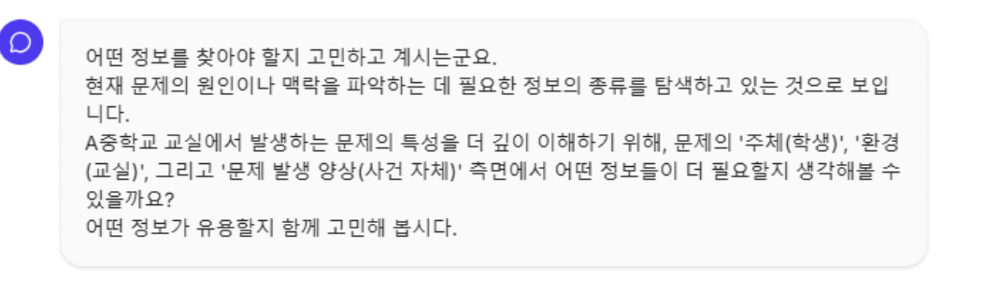 어떤 정보를 찾아야 할지 고민하고 계시는군요.
현재 문제의 원인이나 맥락을 파악하는 데 필요한 정보의 종류를 탐색하고 있는 것으로 보입
니다.
A중학교 교실에서 발생하는 문제의 특성을 더 깊이 이해하기 위해, 문제의 '주체(학생)', '환경
(교실)', 그리고 '문제 발생 양상(사건 자체)' 측면에서 어떤 정보들이 더 필요할지 생각해볼 수
있을까요?
어떤 정보가 유용할지 함께 고민해 봅시다.